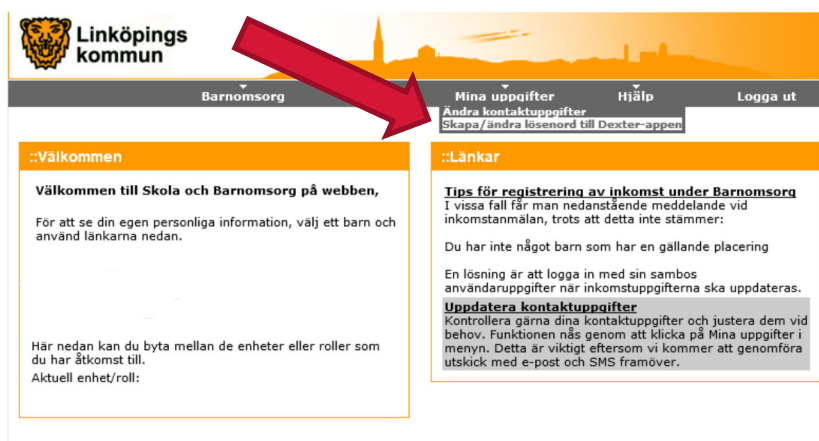 Linköpings
kommun
Barnomsorg
Mina uppgifter
Hjälp
Logga ut
Ändra kontaktuppgifter
Skapa/ändra lösenord till Dexter-appen
::Välkommen
Välkommen till Skola och Barnomsorg på webben,
För att se din egen personliga information, välj ett barn och
använd länkarna nedan.
Här nedan kan du byta mellan de enheter eller roller som
du har åtkomst till.
Aktuell enhet/roll:
::Länkar
Tips för registrering av inkomst under Barnomsorg
I vissa fall får man nedanstående meddelande vid
inkomstanmälan, trots att detta inte stämmer:
Du har inte något barn som har en gällande placering
En lösning är att logga in med sin sambos
användaruppgifter när inkomstuppgifterna ska uppdateras.
Uppdatera kontaktuppgifter
Kontrollera gärna dina kontaktuppgifter och justera dem vid
behov. Funktionen nås genom att klicka på Mina uppgifter i
menyn. Detta är viktigt eftersom vi kommer att genomföra
utskick med e-post och SMS framöver.